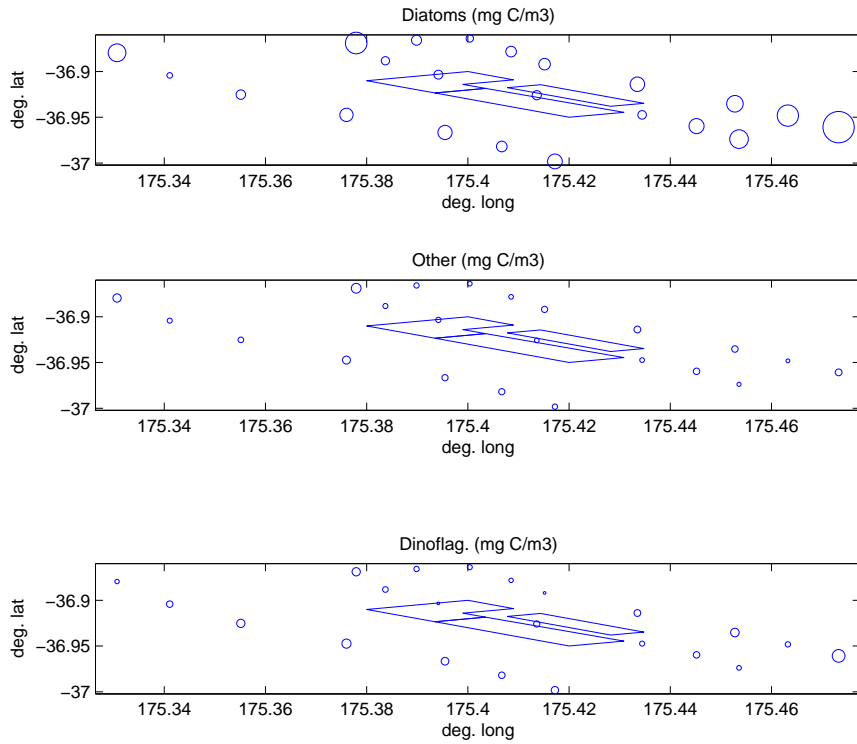 Diatoms (mg C/m3)
deg. lat
−36.9
−36.95
−37
175.34 175.36 175.38 175.4 175.42 175.44 175.46
deg. long
Other (mg C/m3)
deg. lat
−36.9
−36.95
−37
175.34 175.36 175.38 175.4 175.42 175.44 175.46
deg. long
Dinoflag. (mg C/m3)
deg. lat
−36.9
−36.95
−37
175.34 175.36 175.38 175.4 175.42 175.44 175.46
deg. long